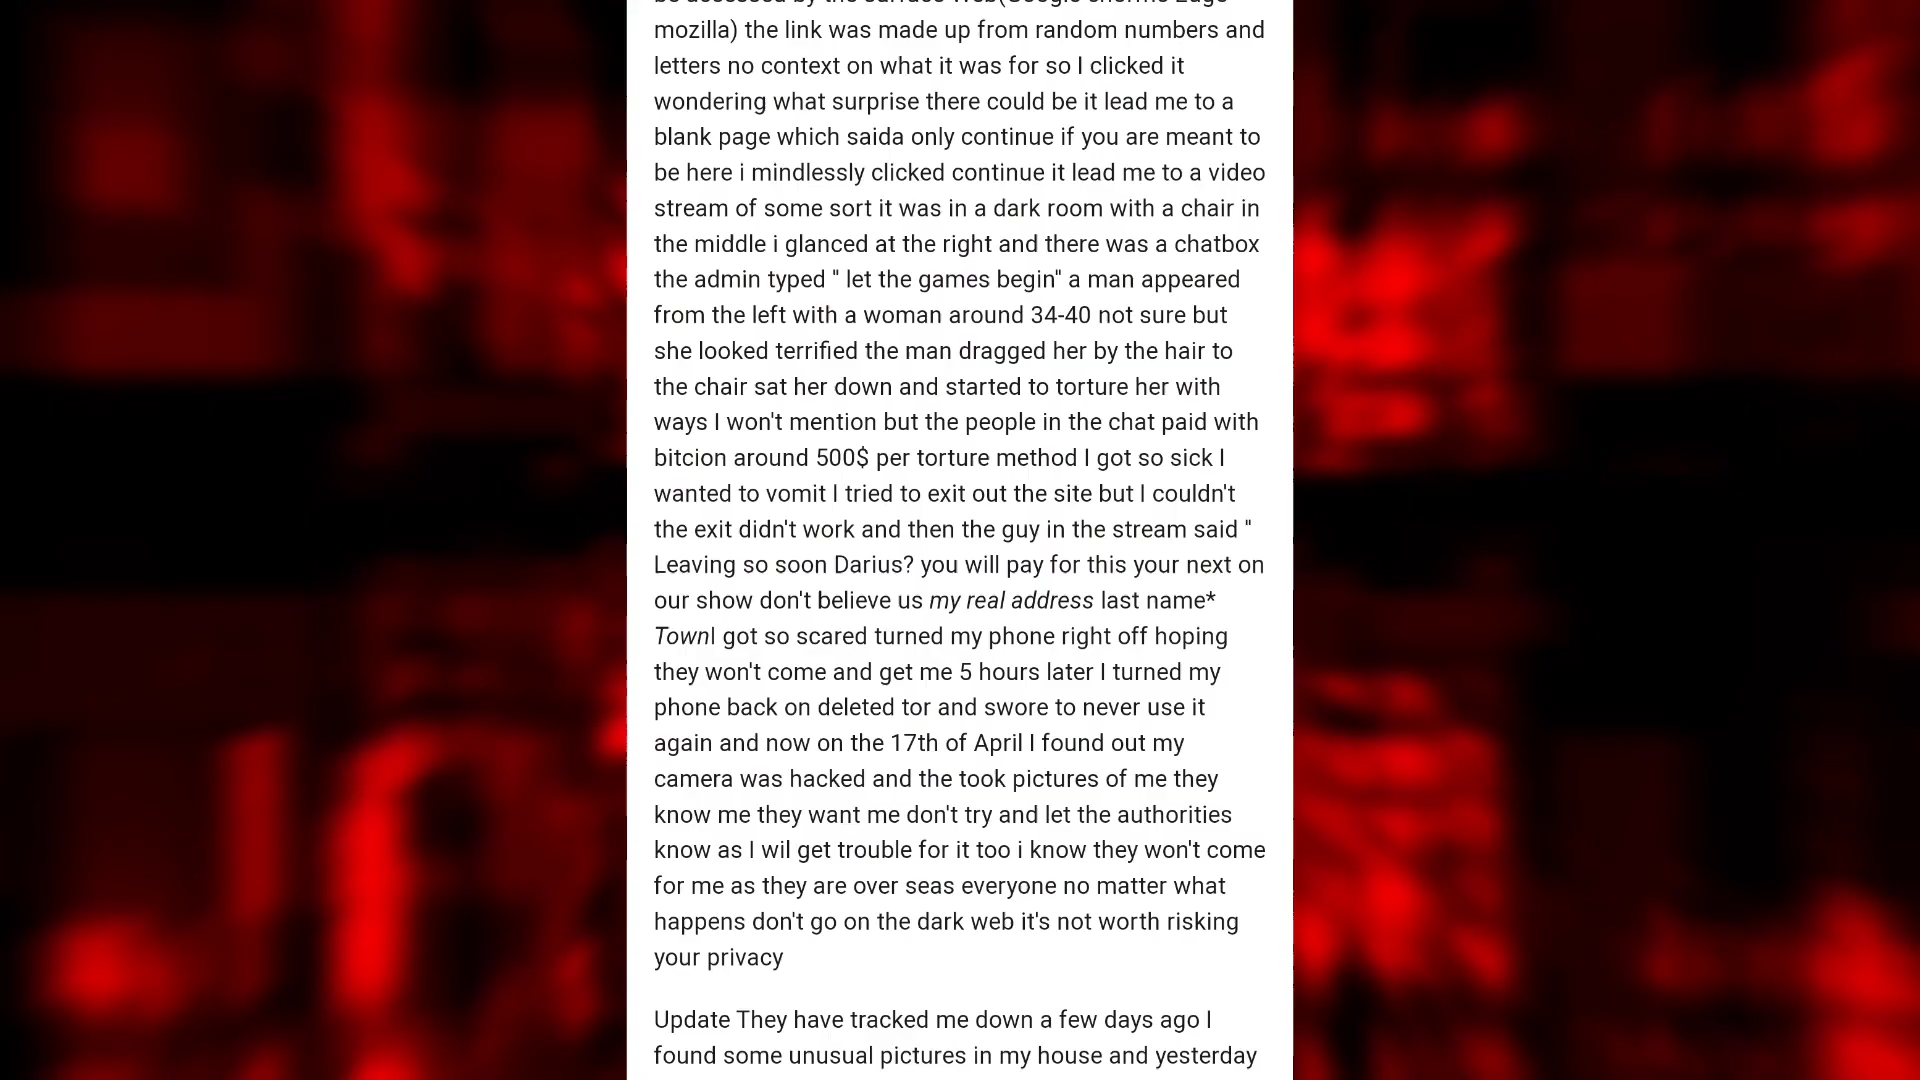 mozilla) the link was made up from random numbers and
letters no context on what it was for so I clicked it
wondering what surprise there could be it lead me to a
blank page which saida only continue if you are meant to
be here i mindlessly clicked continue it lead me to a video
stream of some sort it was in a dark room with a chair in
the middle i glanced at the right and there was a chatbox
the admin typed " let the games begin" a man appeared
from the left with a woman around 34-40 not sure but
she looked terrified the man dragged her by the hair to
the chair sat her down and started to torture her with
ways I won't mention but the people in the chat paid with
bitcion around 500$ per torture method I got so sick I
wanted to vomit I tried to exit out the site but I couldn't
the exit didn't work and then the guy in the stream said "
Leaving so soon Darius? you will pay for this your next on
our show don't believe us my real address last name*
TownI got so scared turned my phone right off hoping
they won't come and get me 5 hours later I turned my
phone back on deleted tor and swore to never use it
again and now on the 17th of April I found out my
camera was hacked and the took pictures of me they
know me they want me don't try and let the authorities
know as I wil get trouble for it too i know they won't come
for me as they are over seas everyone no matter what
happens don't go on the dark web it's not worth risking
your privacy
Update They have tracked me down a few days ago I
found some unusual pictures in my house and yesterday